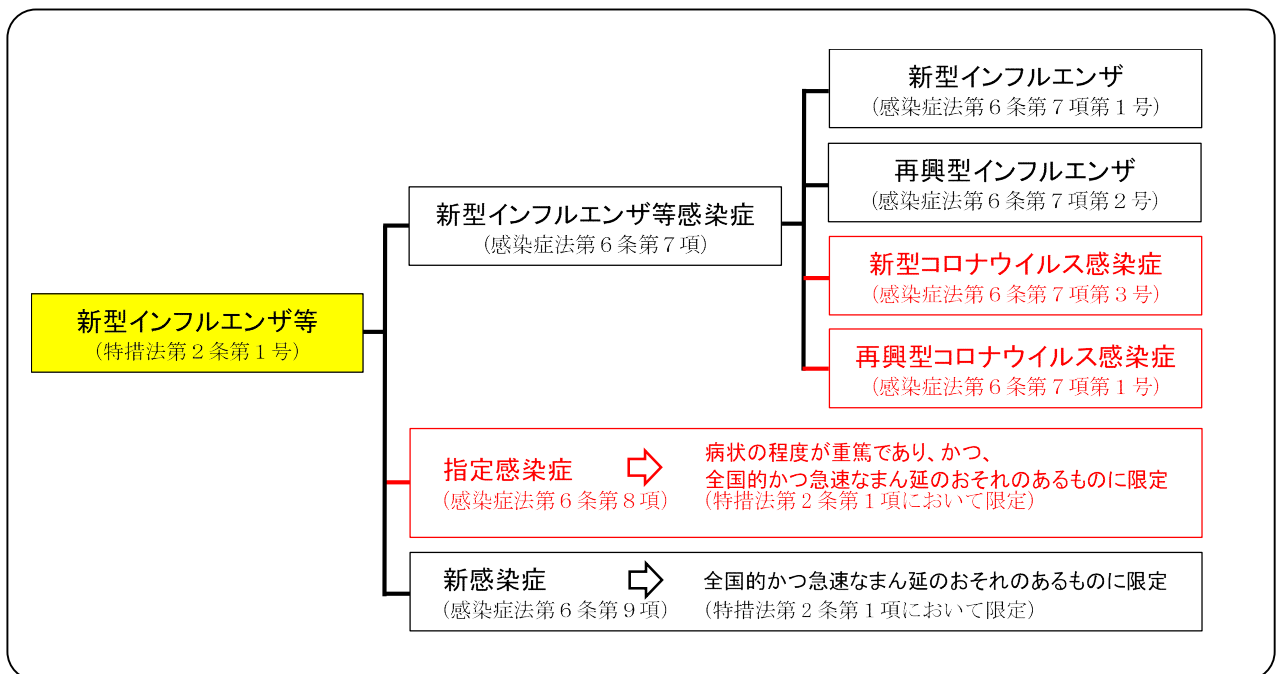 新型インフルエンザ等
(特措法第２条第１号)
新型インフルエンザ等感染症
(感染症法第６条第７項)
新型インフルエンザ
(感染症法第６条第７項第１号)
再興型インフルエンザ
(感染症法第６条第７項第２号)
新型コロナウイルス感染症
(感染症法第６条第７項第３号)
再興型コロナウイルス感染症
(感染症法第６条第７項第１号)
指定感染症
(感染症法第６条第８項)
病状の程度が重篤であり、かつ、
全国的かつ急速なまん延のおそれのあるものに限定
(特措法第２条第１項において限定)
新感染症
(感染症法第６条第９項)
全国的かつ急速なまん延のおそれのあるものに限定
(特措法第２条第１項において限定)